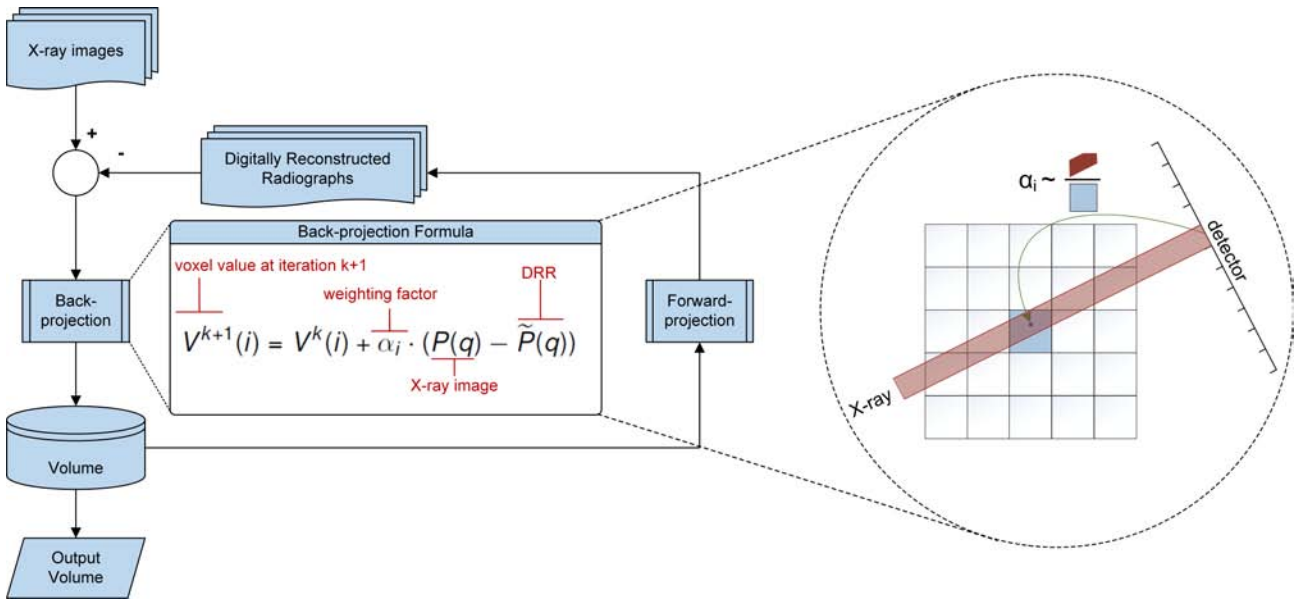 X-ray images
+
-
Digitally Reconstructed
Radiographs
Back-projection Formula
voxel value at iteration k+1
weighting factor
DRR
V^{k+1}(i) = V^k(i) + α_i · (P(q) − P̃(q))
X-ray image
Back-
projection
Forward-
projection
Volume
Output
Volume
α_i ~
detector
X-ray